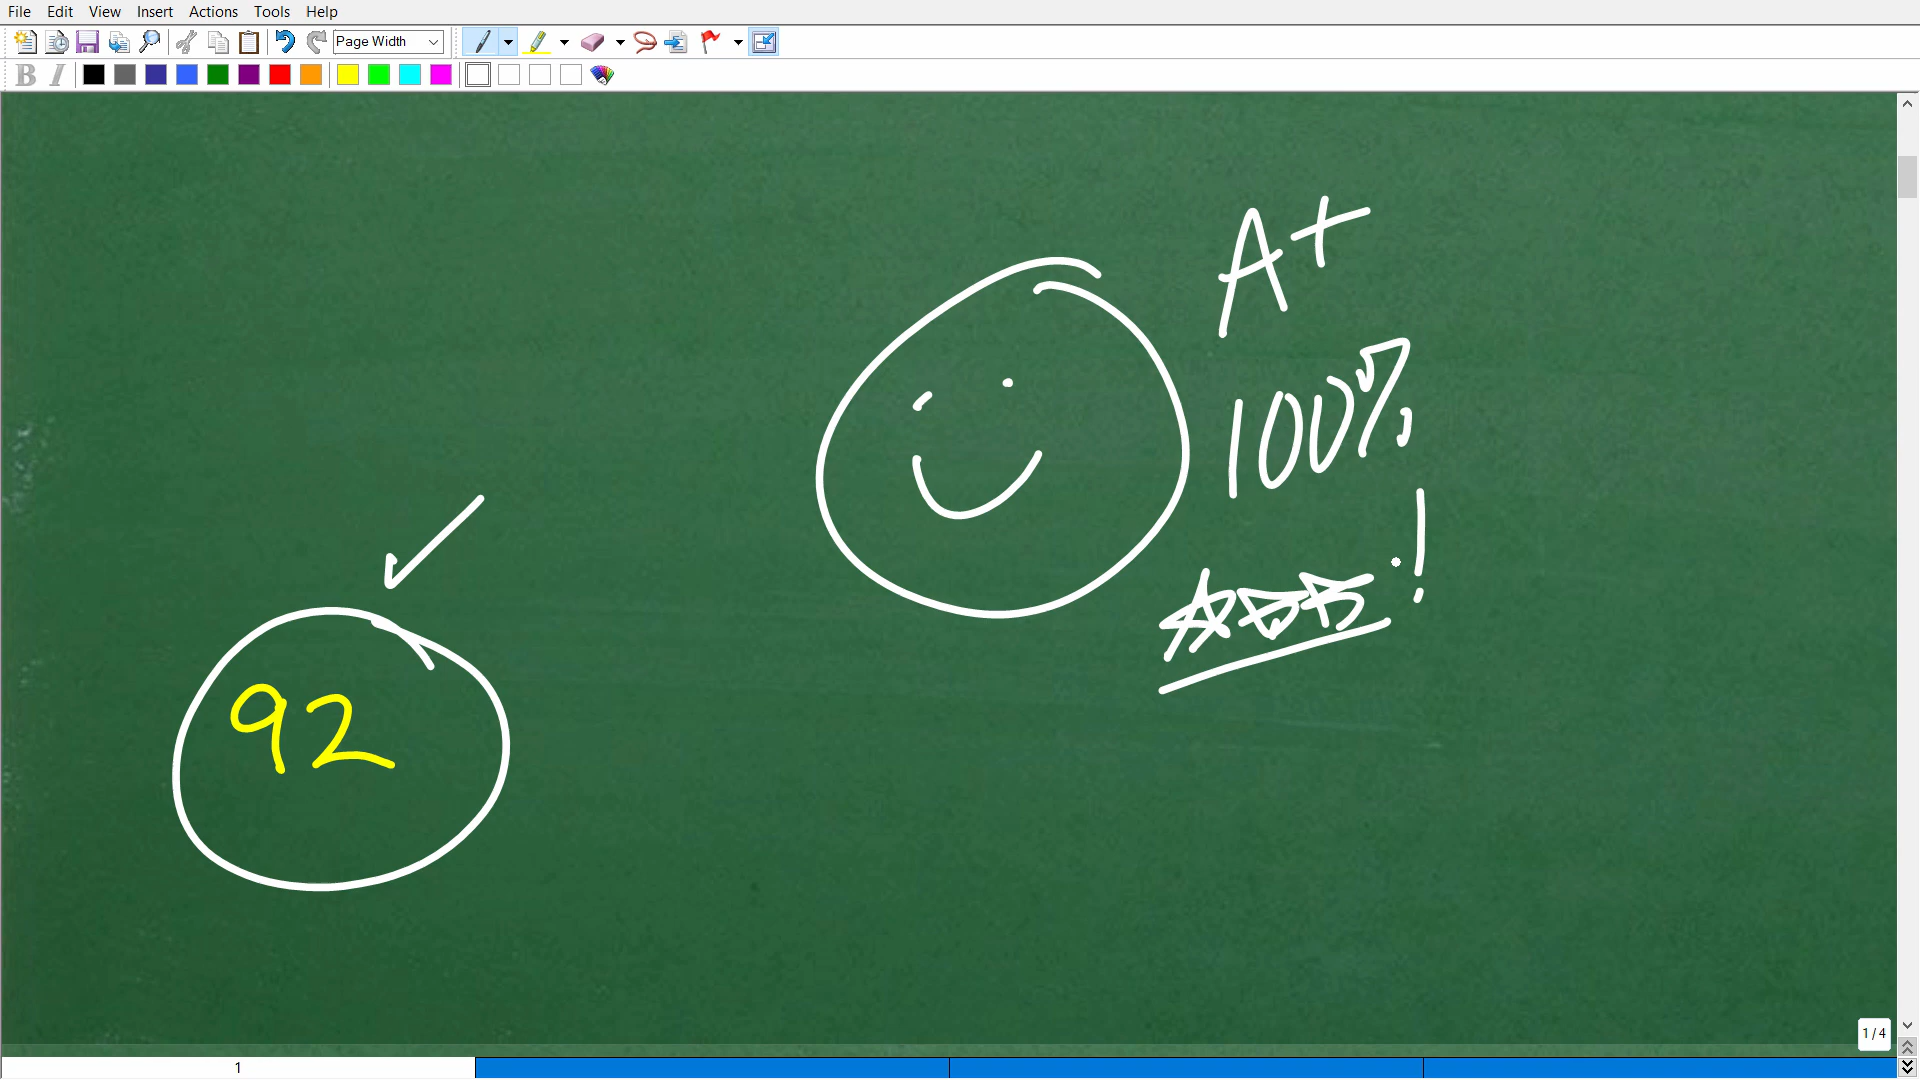 File Edit View Insert Actions Tools Help
Page Width
B I
A+
100%
!
92
1/4
1